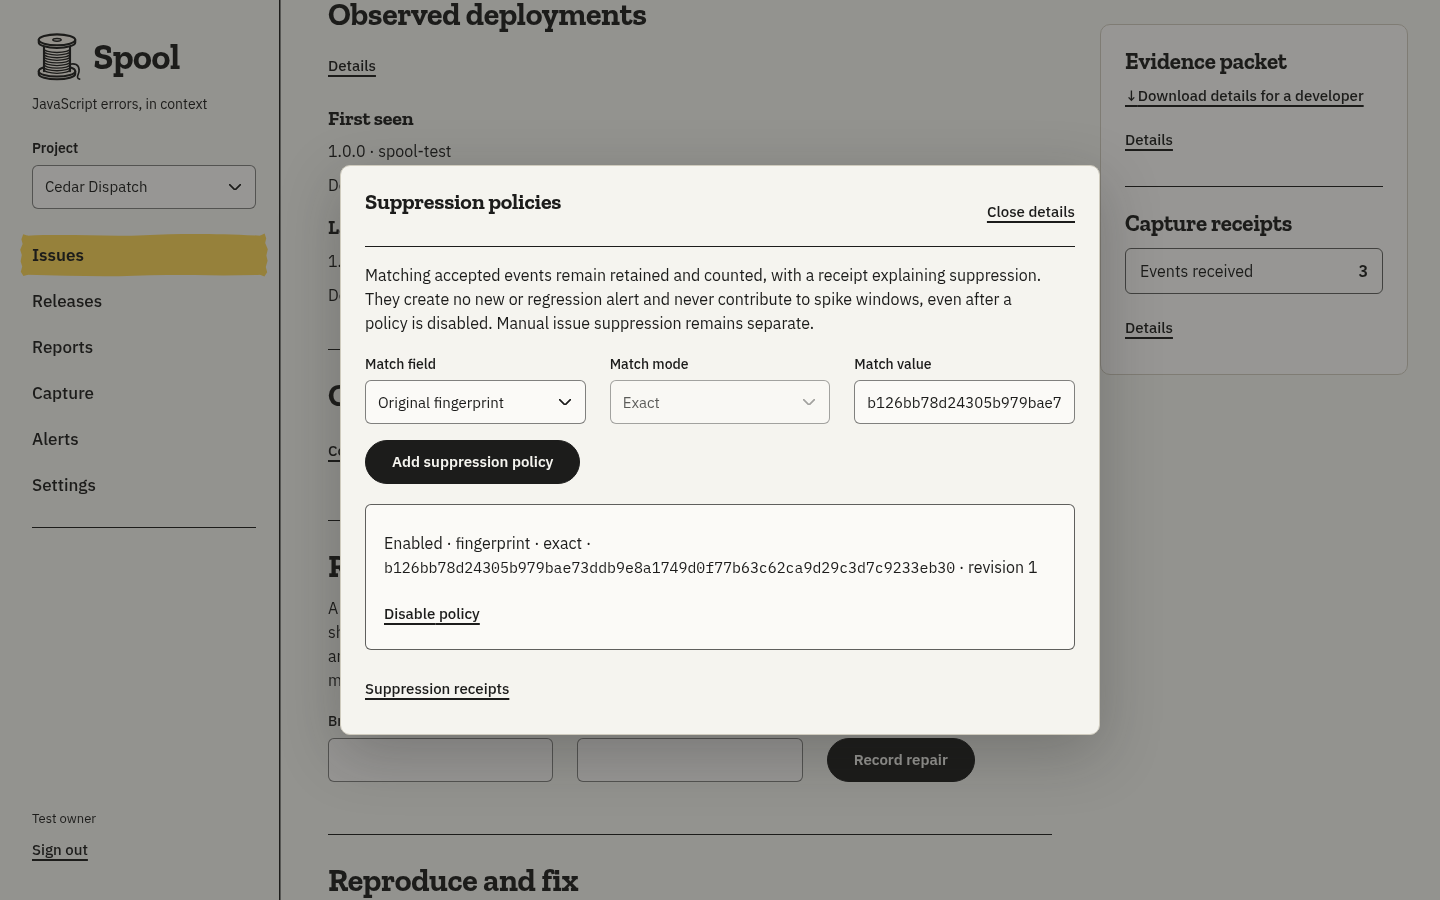 Spool
JavaScript errors, in context
Project
Cedar Dispatch
Issues
Releases
Reports
Capture
Alerts
Settings
Test owner
Sign out
Observed deployments
Details
First seen
1.0.0 · spool-test
Suppression policies
Close details
Matching accepted events remain retained and counted, with a receipt explaining suppression.
They create no new or regression alert and never contribute to spike windows, even after a
policy is disabled. Manual issue suppression remains separate.
Match field
Match mode
Match value
Original fingerprint
Exact
b126bb78d24305b979bae7
Add suppression policy
Enabled · fingerprint · exact ·
b126bb78d24305b979bae73ddb9e8a1749d0f77b63c62ca9d29c3d7c9233eb30 · revision 1
Disable policy
Suppression receipts
Record repair
Reproduce and fix
Evidence packet
↓ Download details for a developer
Details
Capture receipts
Events received 3
Details